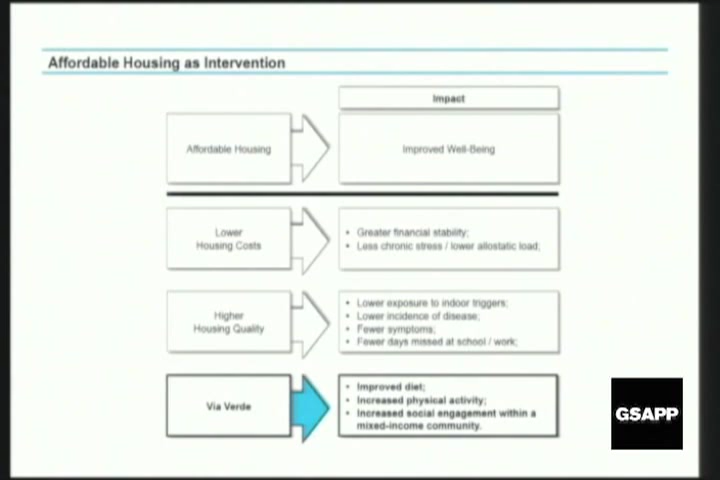 Affordable Housing as Intervention
Impact
Affordable Housing
Improved Well-Being
Lower
Housing Costs
• Greater financial stability;
• Less chronic stress / lower allostatic load;
Higher
Housing Quality
• Lower exposure to indoor triggers;
• Lower incidence of disease;
• Fewer symptoms;
• Fewer days missed at school / work;
Via Verde
• Improved diet;
• Increased physical activity;
• Increased social engagement within a
mixed-income community.
GSAPP